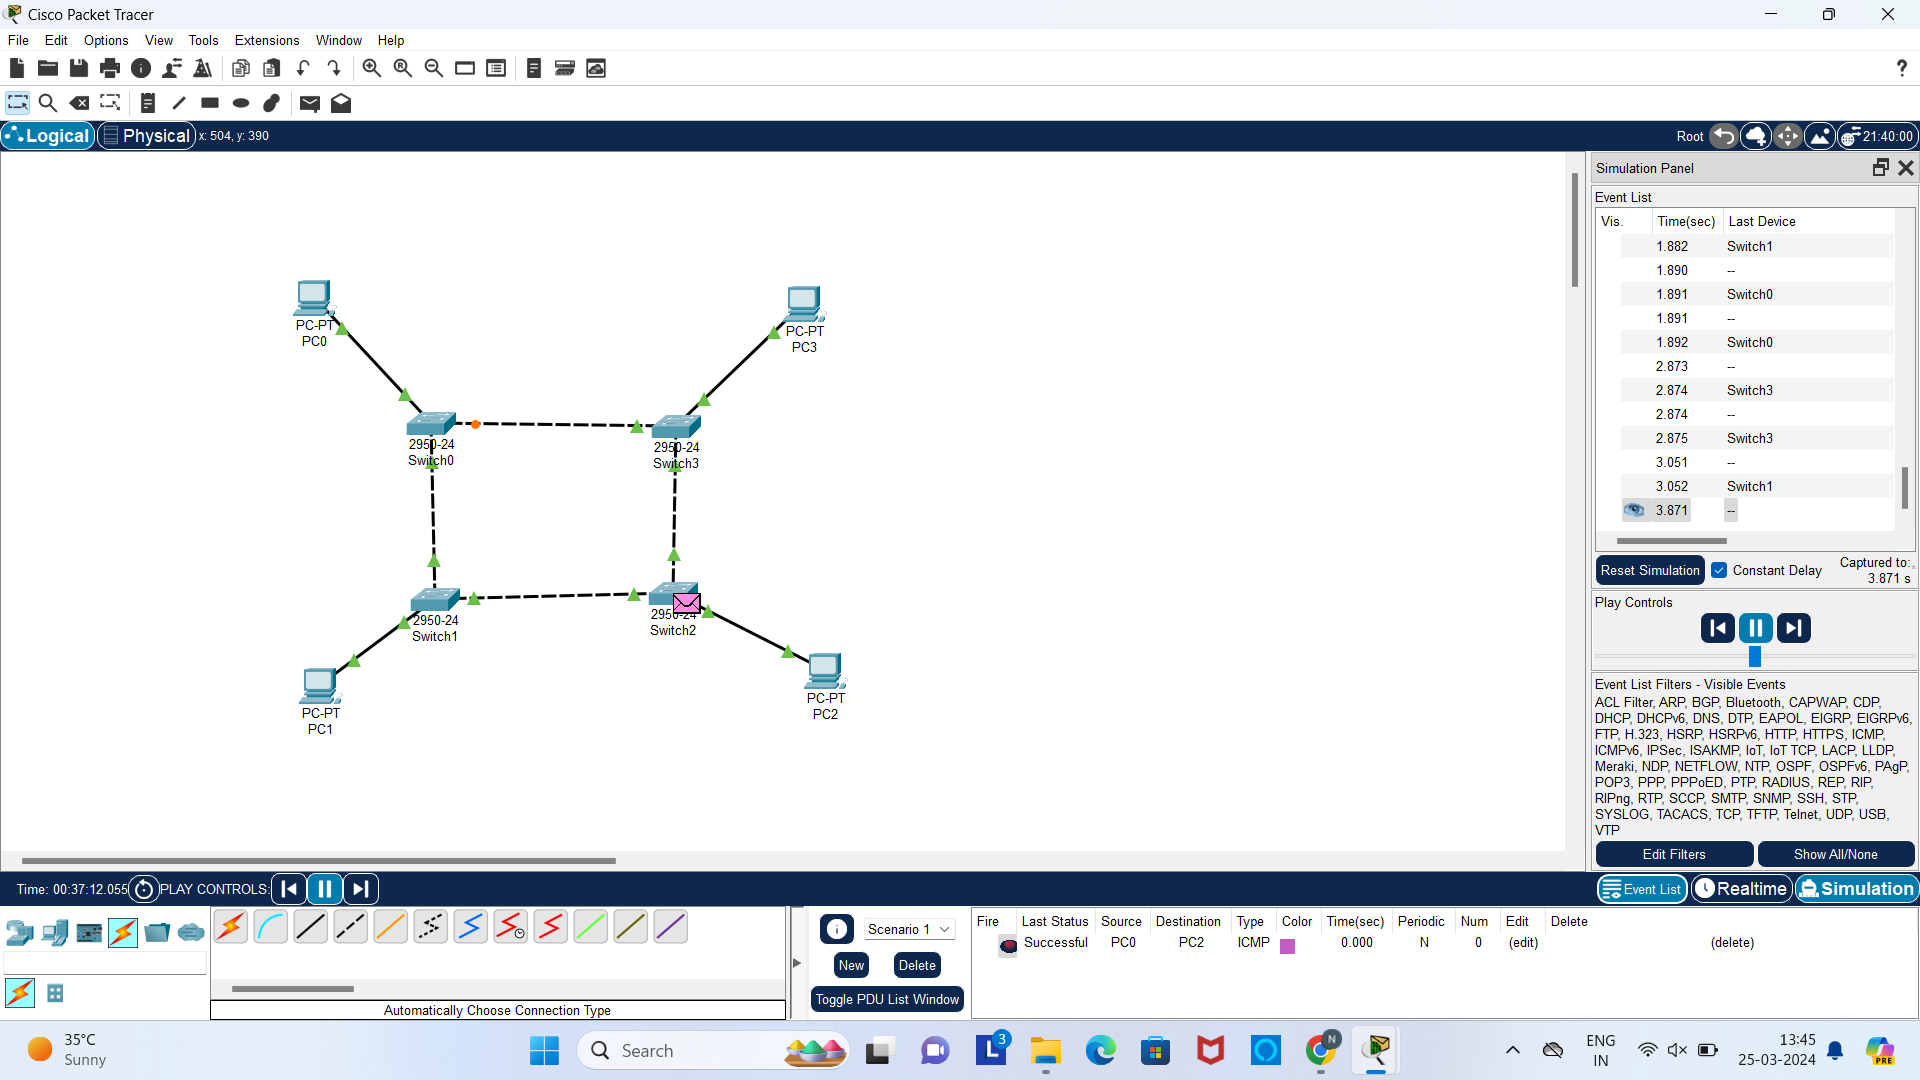 Cisco Packet Tracer
File Edit Options View Tools Extensions Window Help
?
Logical Physical x: 504, y: 390
Root 21:40:00
PC-PT
PC0
PC-PT
PC3
2950-24
Switch0
2950-24
Switch3
2950-24
Switch1
2950-24
Switch2
PC-PT
PC1
PC-PT
PC2
Simulation Panel
Event List
Vis. Time(sec) Last Device
1.882 Switch1
1.890 --
1.891 Switch0
1.891 --
1.892 Switch0
2.873 --
2.874 Switch3
2.874 --
2.875 Switch3
3.051 --
3.052 Switch1
3.871 --
Reset Simulation Constant Delay Captured to:
3.871 s
Play Controls
Event List Filters - Visible Events
ACL Filter, ARP, BGP, Bluetooth, CAPWAP, CDP,
DHCP, DHCPv6, DNS, DTP, EAPOL, EIGRP, EIGRPv6,
FTP, H.323, HSRP, HSRPv6, HTTP, HTTPS, ICMP,
ICMPv6, IPSec, ISAKMP, IoT, IoT TCP, LACP, LLDP,
Meraki, NDP, NETFLOW, NTP, OSPF, OSPFv6, PAgP,
POP3, PPP, PPPoED, PTP, RADIUS, REP, RIP,
RIPng, RTP, SCCP, SMTP, SNMP, SSH, STP,
SYSLOG, TACACS, TCP, TFTP, Telnet, UDP, USB,
VTP
Edit Filters Show All/None
Time: 00:37:12.055 PLAY CONTROLS:
Event List Realtime Simulation
Automatically Choose Connection Type
Scenario 1
New Delete
Toggle PDU List Window
Fire Last Status Source Destination Type Color Time(sec) Periodic Num Edit Delete
Successful PC0 PC2 ICMP 0.000 N 0 (edit) (delete)
35°C
Sunny
Search
L 3
N
PRE
ENG
IN
13:45
25-03-2024